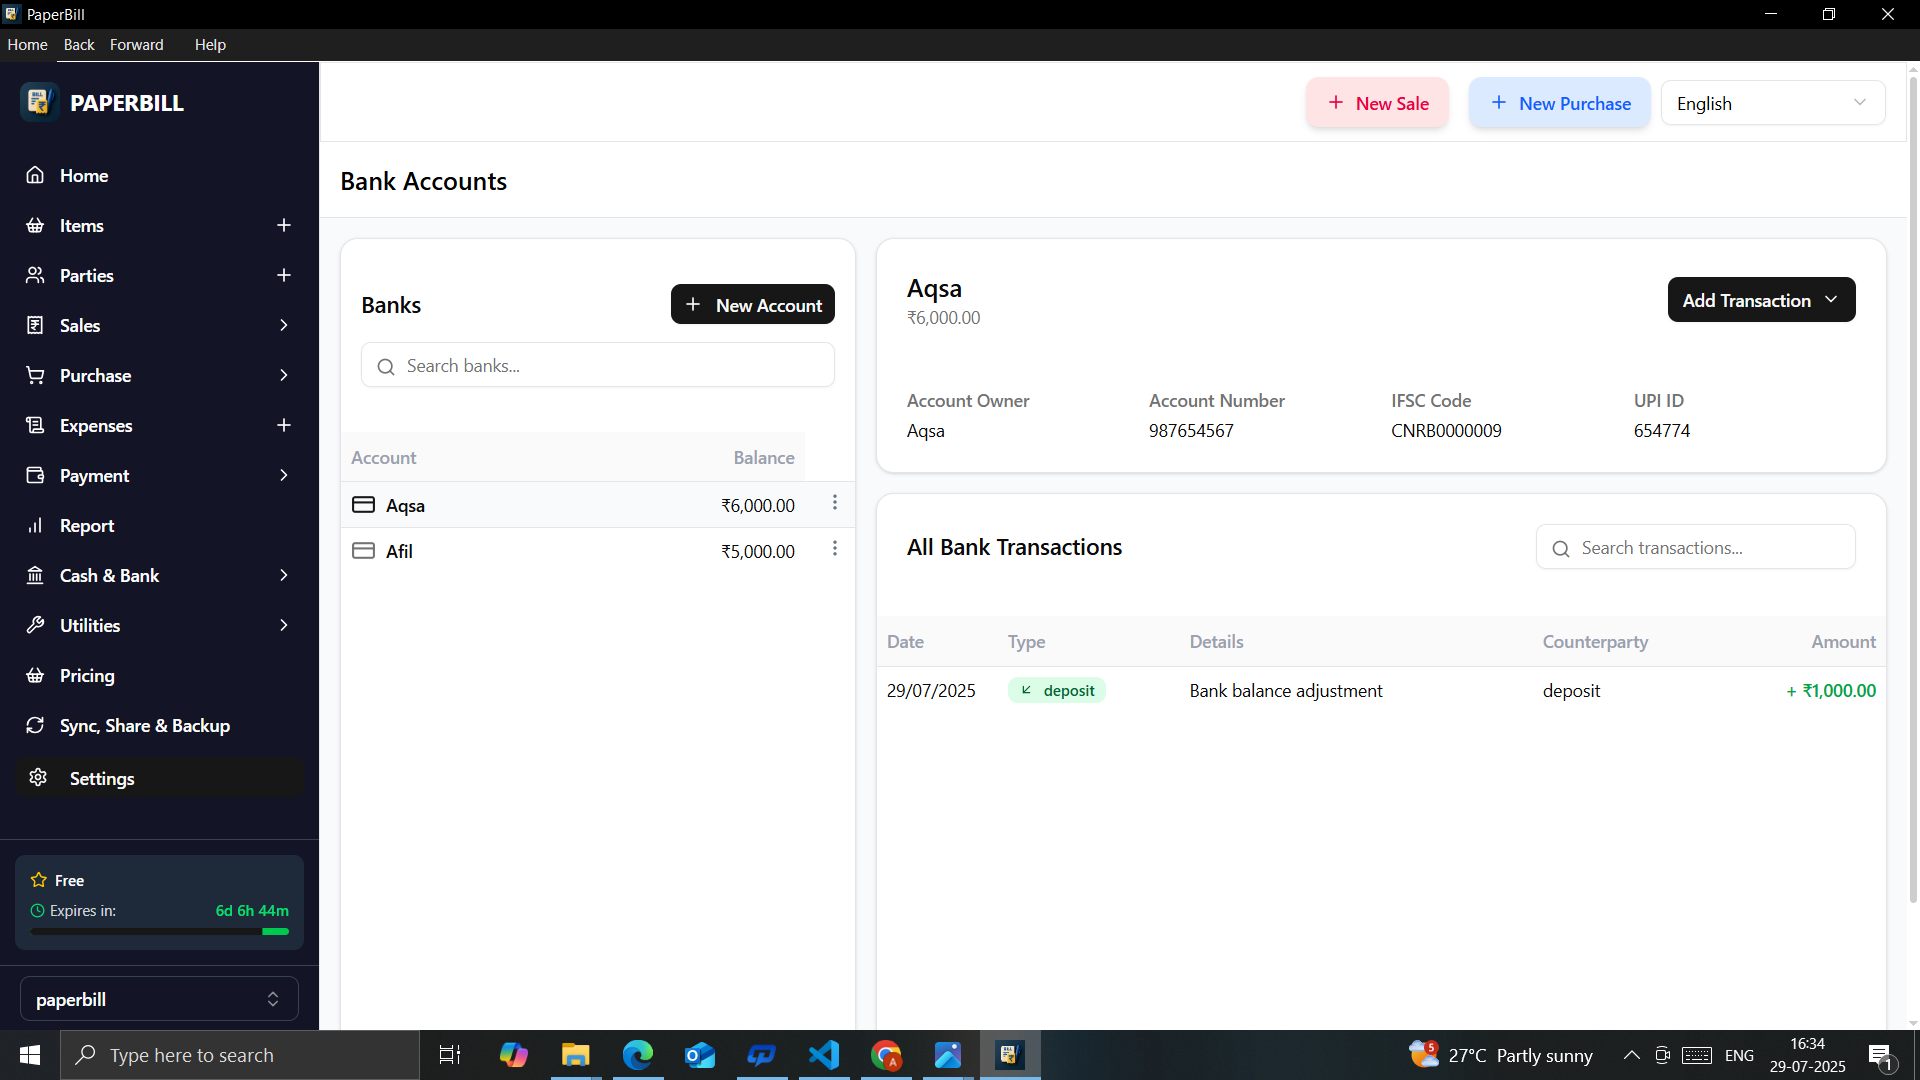 PaperBill
Home Back Forward Help
PAPERBILL
Home
Items
Parties
Sales
Purchase
Expenses
Payment
Report
Cash & Bank
Utilities
Pricing
Sync, Share & Backup
Settings
Free
Expires in: 6d 6h 44m
paperbill
+ New Sale
+ New Purchase
English
Bank Accounts
Banks
+ New Account
Search banks...
Account Balance
Aqsa ₹6,000.00
Afil ₹5,000.00
Aqsa
₹6,000.00
Add Transaction
Account Owner Account Number IFSC Code UPI ID
Aqsa 987654567 CNRB0000009 654774
All Bank Transactions
Search transactions...
Date Type Details Counterparty Amount
29/07/2025 deposit Bank balance adjustment deposit + ₹1,000.00
Type here to search
5
27°C Partly sunny
ENG
16:34
29-07-2025
1